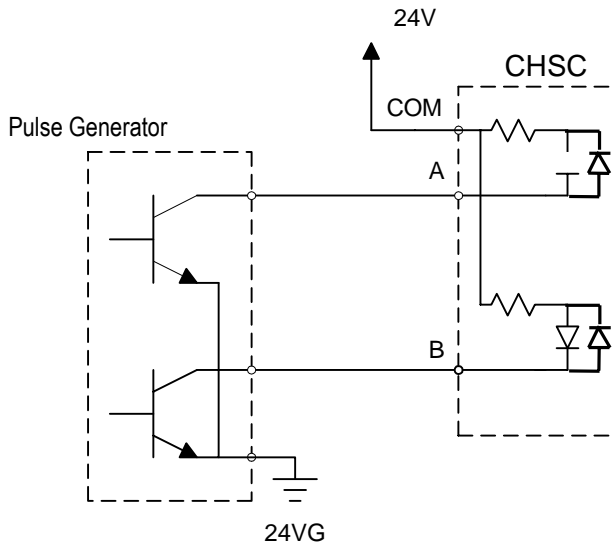 24V
CHSC
COM
Pulse Generator
A
B
24VG